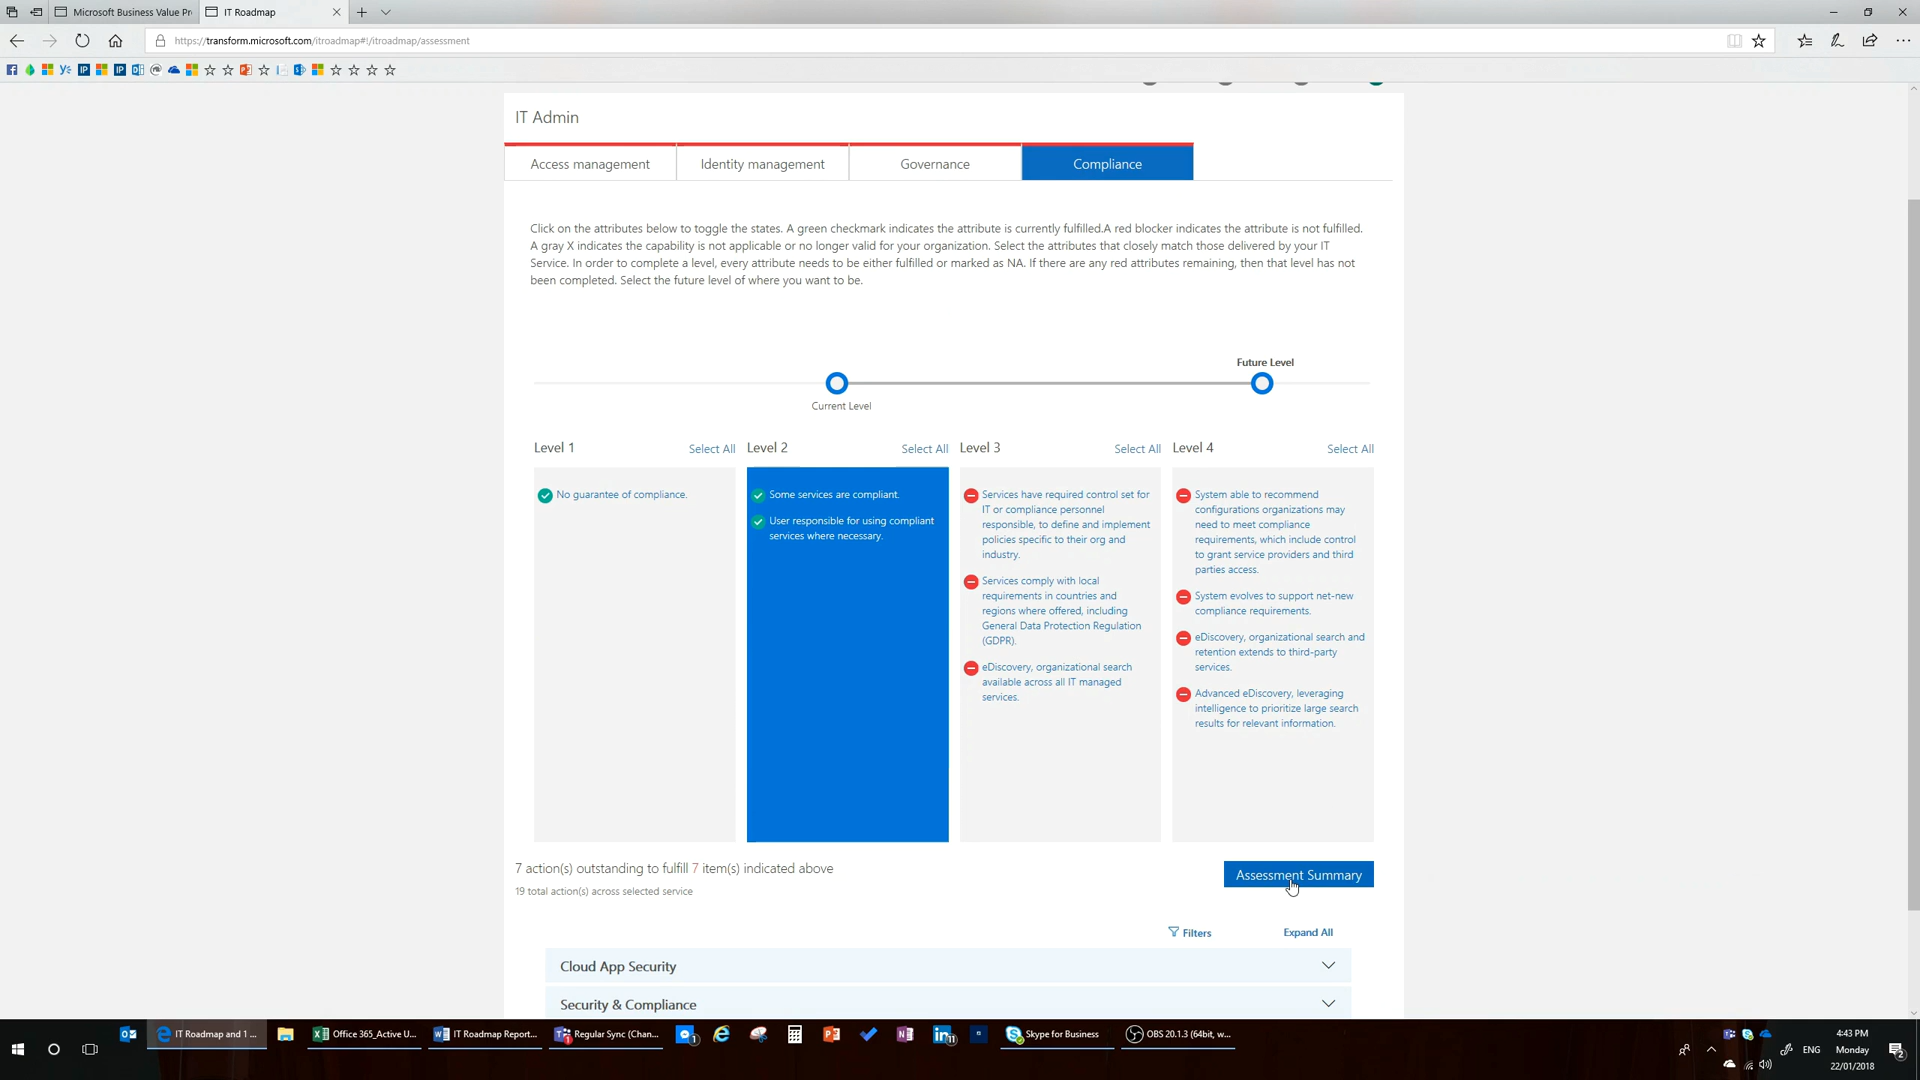 Microsoft Business Value Pr
IT Roadmap
https://transform.microsoft.com/itroadmap#!/itroadmap/assessment
IT Admin
Access management
Identity management
Governance
Compliance
Click on the attributes below to toggle the states. A green checkmark indicates the attribute is currently fulfilled.A red blocker indicates the attribute is not fulfilled.
A gray X indicates the capability is not applicable or no longer valid for your organization. Select the attributes that closely match those delivered by your IT
Service. In order to complete a level, every attribute needs to be either fulfilled or marked as NA. If there are any red attributes remaining, then that level has not
been completed. Select the future level of where you want to be.
Future Level
Current Level
Level 1
Select All
No guarantee of compliance.
Level 2
Select All
Some services are compliant.
User responsible for using compliant
services where necessary.
Level 3
Select All
Services have required control set for
IT or compliance personnel
responsible, to define and implement
policies specific to their org and
industry.
Services comply with local
requirements in countries and
regions where offered, including
General Data Protection Regulation
(GDPR).
eDiscovery, organizational search
available across all IT managed
services.
Level 4
Select All
System able to recommend
configurations organizations may
need to meet compliance
requirements, which include control
to grant service providers and third
parties access.
System evolves to support net-new
compliance requirements.
eDiscovery, organizational search and
retention extends to third-party
services.
Advanced eDiscovery, leveraging
intelligence to prioritize large search
results for relevant information.
7 action(s) outstanding to fulfill 7 item(s) indicated above
19 total action(s) across selected service
Assessment Summary
Filters
Expand All
Cloud App Security
Security & Compliance
IT Roadmap and 1 ...
Office 365_Active U...
IT Roadmap Report...
Regular Sync (Chan...
Skype for Business
OBS 20.1.3 (64bit, w...
ENG
4:43 PM
Monday
22/01/2018